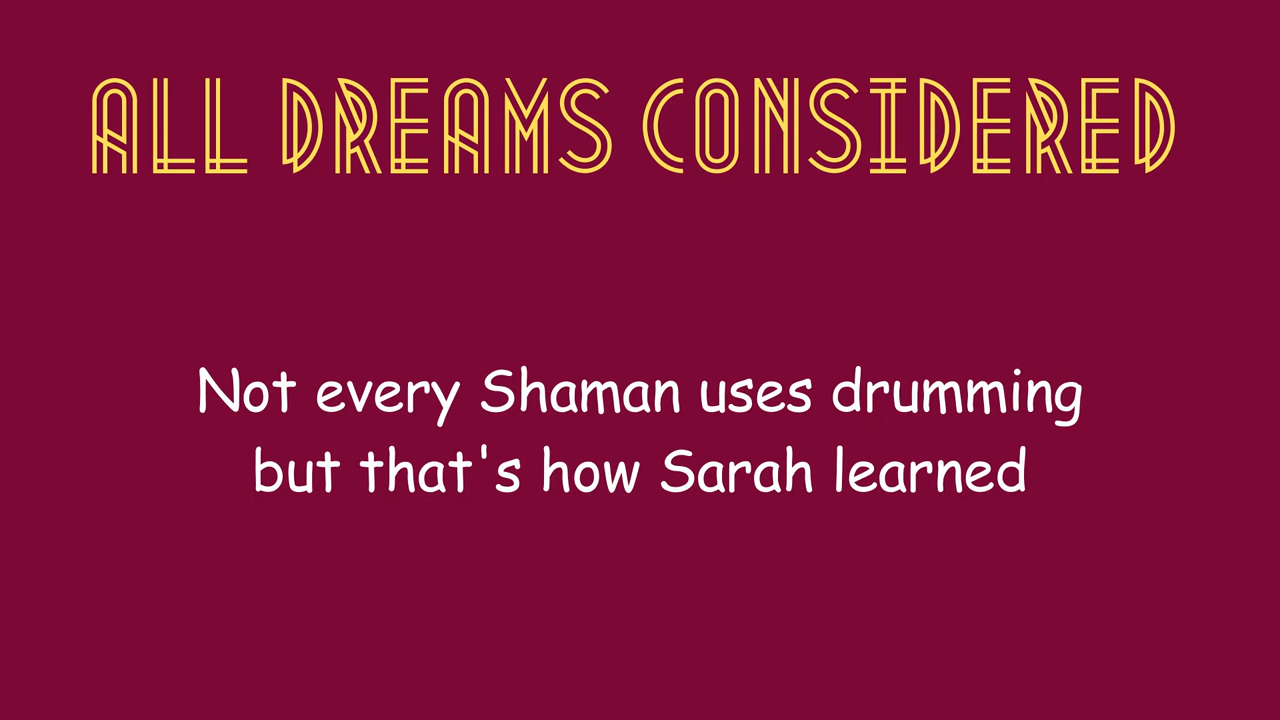 ALL DREAMS CONSIDERED
Not every Shaman uses drumming
but that's how Sarah learned